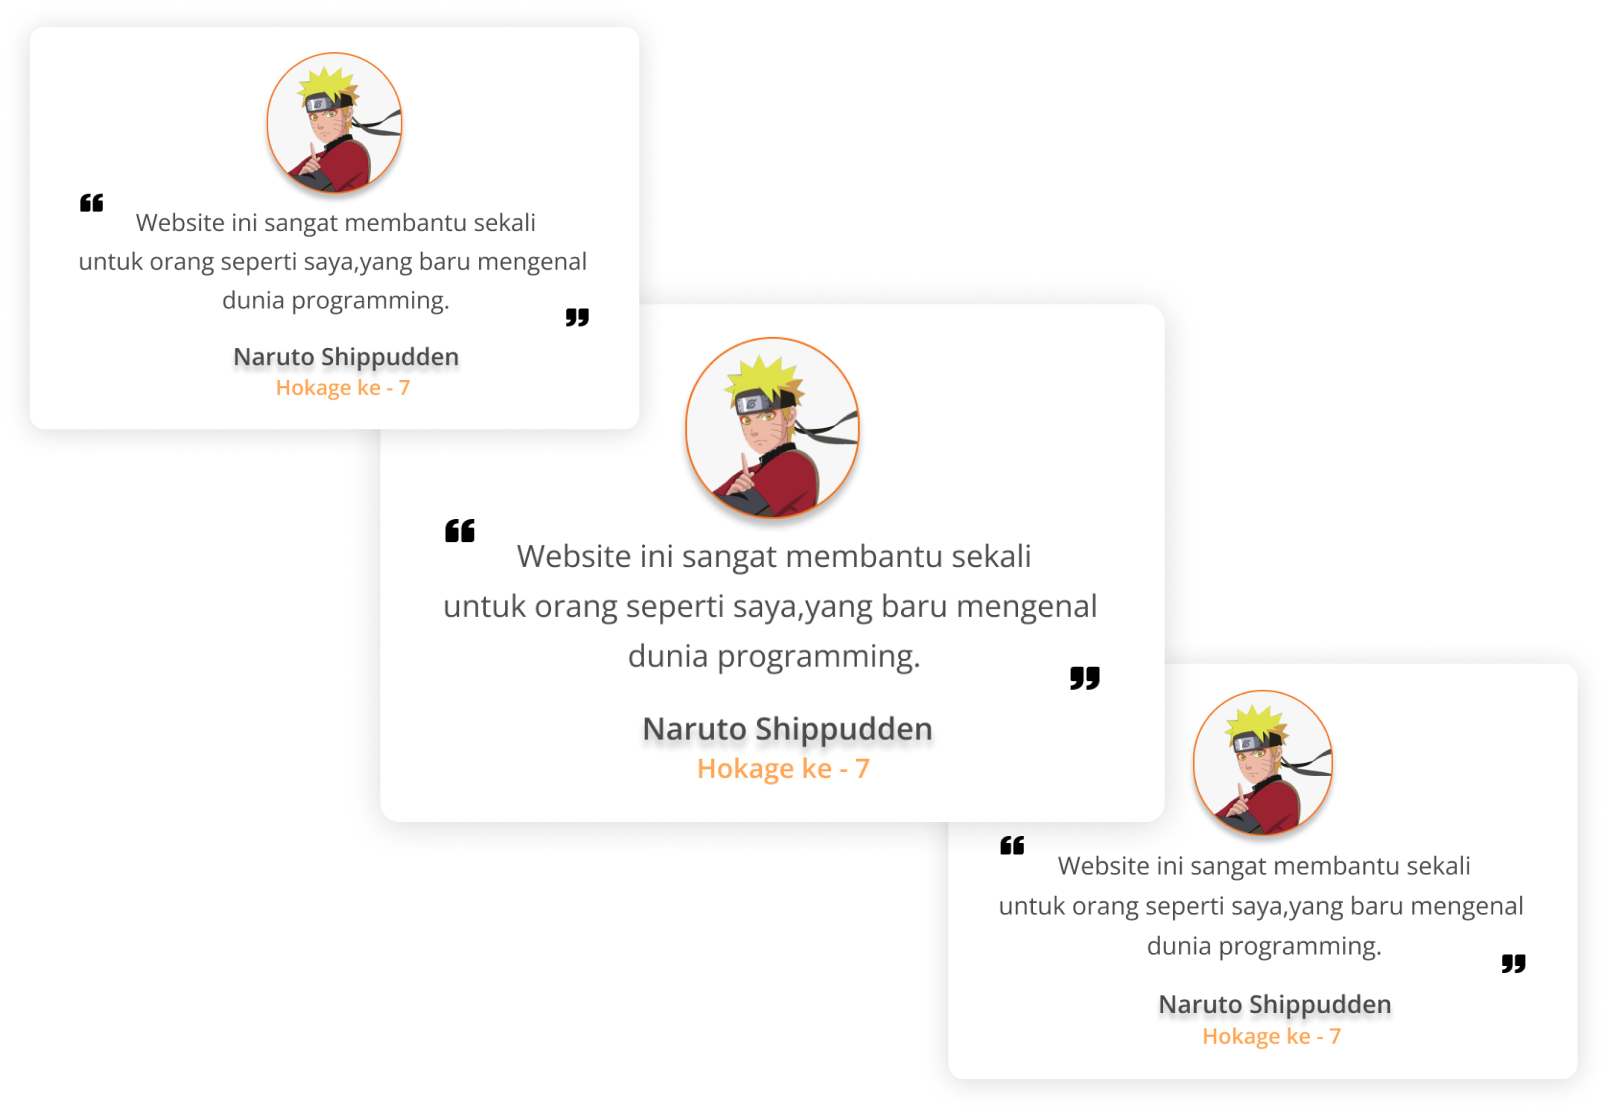 “
Website ini sangat membantu sekali
untuk orang seperti saya,yang baru mengenal
dunia programming.
”
Naruto Shippudden
Hokage ke - 7
“
Website ini sangat membantu sekali
untuk orang seperti saya,yang baru mengenal
dunia programming.
”
Naruto Shippudden
Hokage ke - 7
“
Website ini sangat membantu sekali
untuk orang seperti saya,yang baru mengenal
dunia programming.
”
Naruto Shippudden
Hokage ke - 7